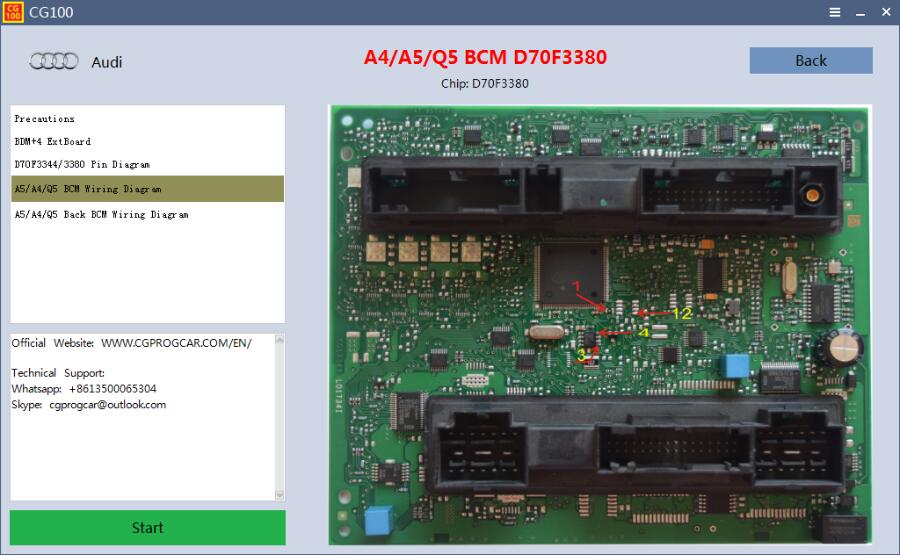 CG
100
CG100
Audi
A4/A5/Q5 BCM D70F3380
Chip: D70F3380
Back
Precautions
BDM+4 ExtBoard
D70F3344/3380 Pin Diagram
A5/A4/Q5 BCM Wiring Diagram
A5/A4/Q5 Back BCM Wiring Diagram
1
12
4
3
Official Website: WWW.CGPROGCAR.COM/EN/
Technical Support:
Whatsapp: +8613500065304
Skype: cgprogcar@outlook.com
Start